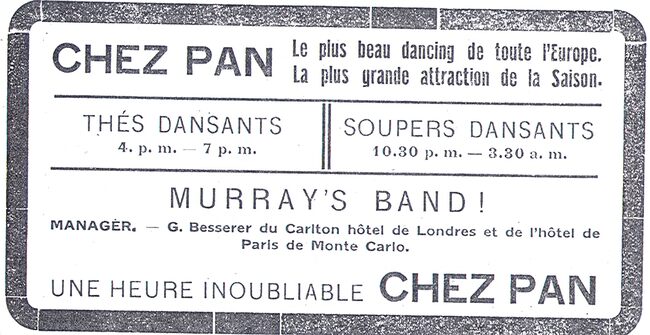 CHEZ PAN
Le plus beau dancing de toute l'Europe.
La plus grande attraction de la Saison.
THÉS DANSANTS
4. p. m. — 7 p. m.
SOUPERS DANSANTS
10.30 p. m. — 3.30 a. m.
MURRAY'S BAND !
MANAGËR. — G. Besserer du Carlton hôtel de Londres et de l'hôtel de
Paris de Monte Carlo.
UNE HEURE INOUBLIABLE CHEZ PAN